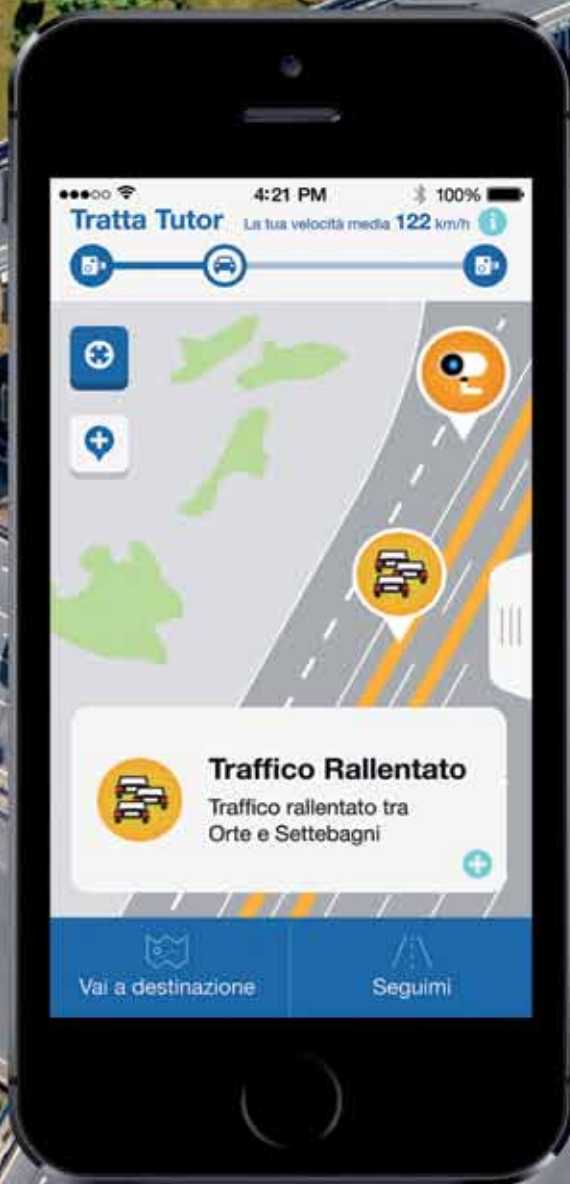 4:21 PM
100%
Tratta Tutor La tua velocità media 122 km/h i
Traffico Rallentato
Traffico rallentato tra
Orte e Settebagni
Vai a destinazione
Seguimi